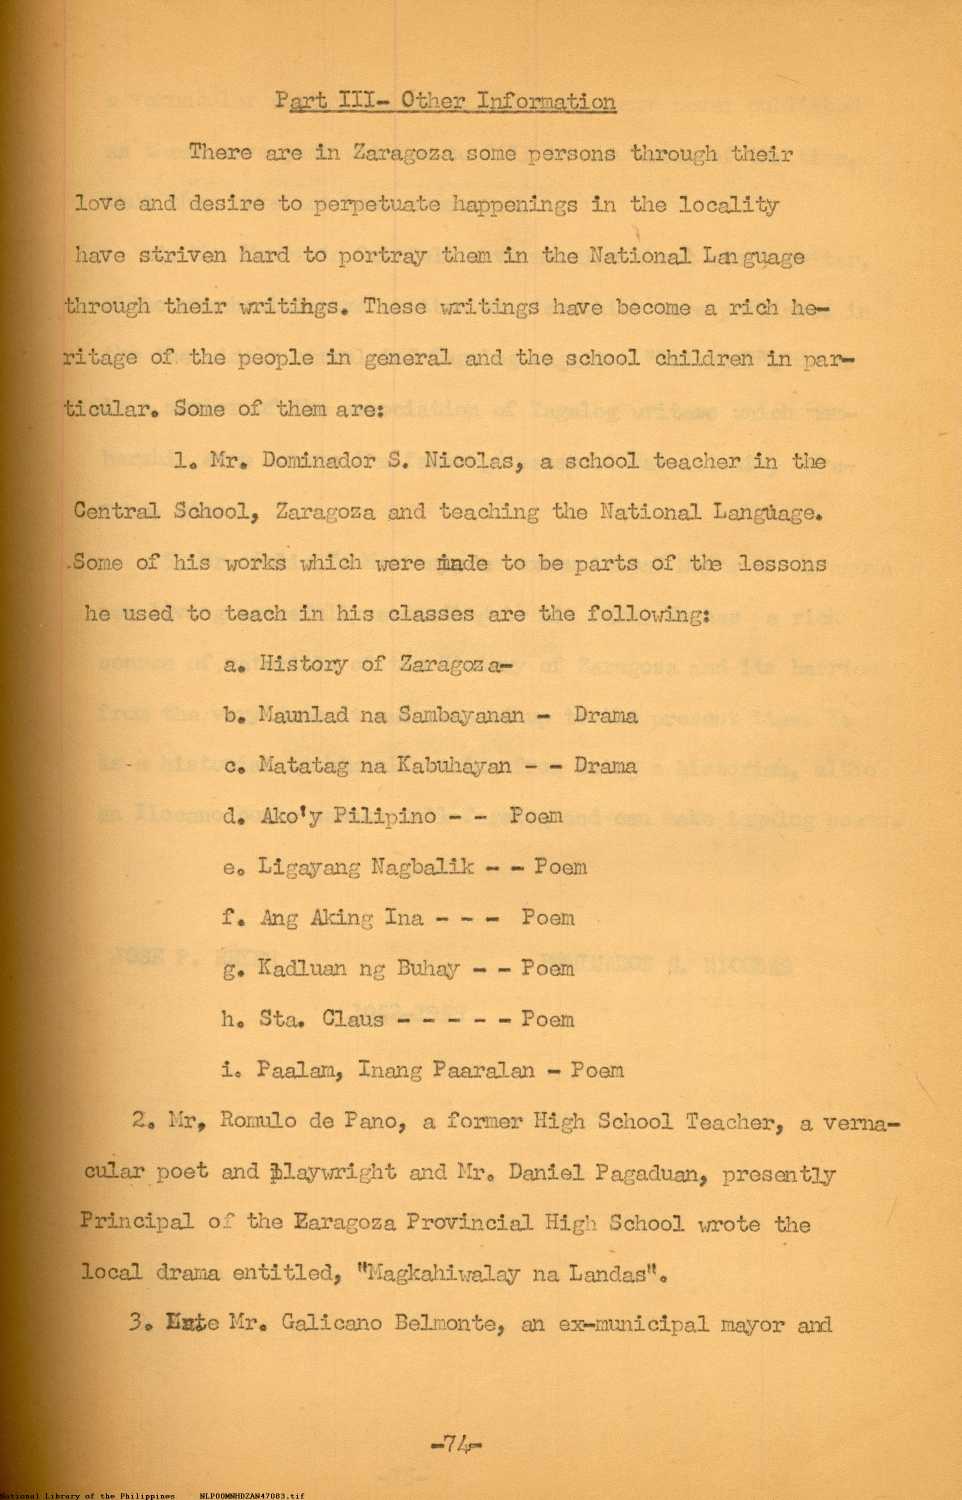 Part III- Other Information
There are in Zaragoza some persons through their
love and desire to perpetuate happenings in the locality
have striven hard to portray them in the National Language
through their writings. These writings have become a rich he-
ritage of the people in general and the school children in par-
ticular. Some of them are:
1. Mr. Dominador S. Nicolas, a school teacher in the
Central School, Zaragoza and teaching the National Language.
Some of his works which were made to be parts of the lessons
he used to teach in his classes are the following:
a. History of Zaragoza-
b. Maunlad na Sambayanan - Drama
c. Matatag na Kabuhayan - - Drama
d. Ako'y Pilipino - - Poem
e. Ligayang Nagbalik - - Poem
f. Ang Aking Ina - - - Poem
g. Kadluan ng Buhay - - Poem
h. Sta. Claus - - - - - Poem
i. Paalam, Inang Paaralan - Poem
2. Mr, Romulo de Pano, a former High School Teacher, a verna-
cular poet and playwright and Mr. Daniel Pagaduan, presently
Principal of the Earagoza Provincial High School wrote the
local drama entitled, "Magkahiwalay na Landas".
3. Late Mr. Galicano Belmonte, an ex-municipal mayor and
-74-
National Library of the Philippines NLPOOMNHDZAN47083.tif